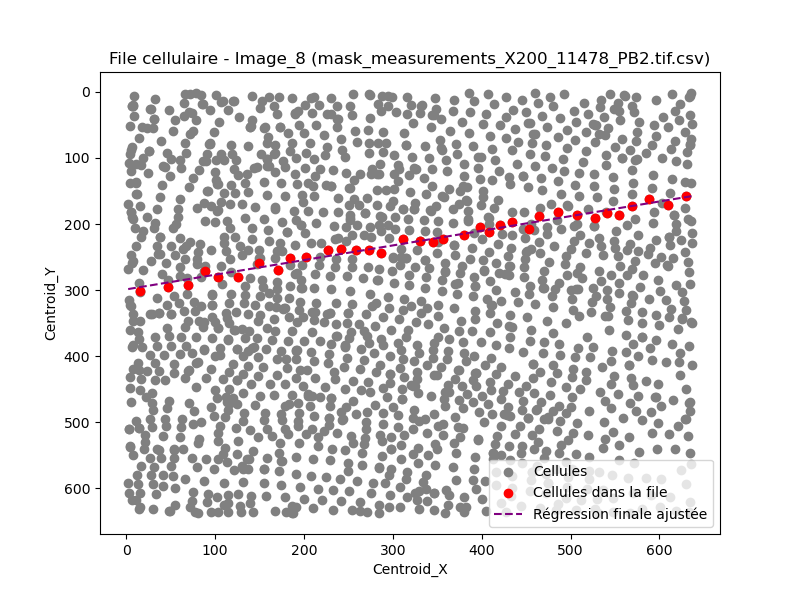 File cellulaire - Image_8 (mask_measurements_X200_11478_PB2.tif.csv)
0
100
200
300
400
500
600
Centroid_Y
Cellules
Cellules dans la file
Régression finale ajustée
0 100 200 300 400 500 600
Centroid_X